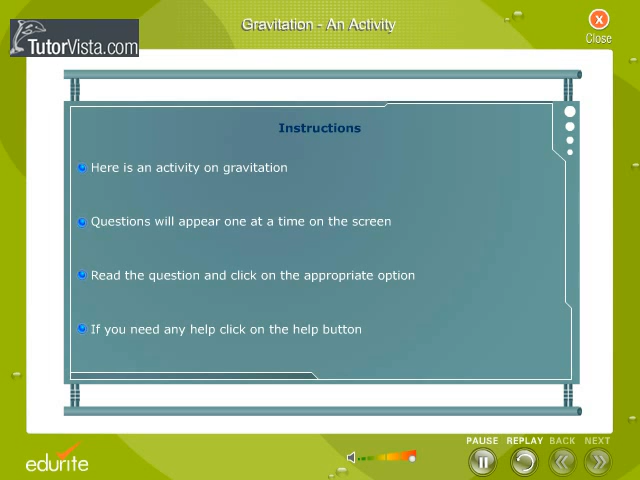 Gravitation - An Activity
X
Close
TutorVista.com
Instructions
Here is an activity on gravitation
Questions will appear one at a time on the screen
Read the question and click on the appropriate option
If you need any help click on the help button
PAUSE REPLAY BACK NEXT
edurite